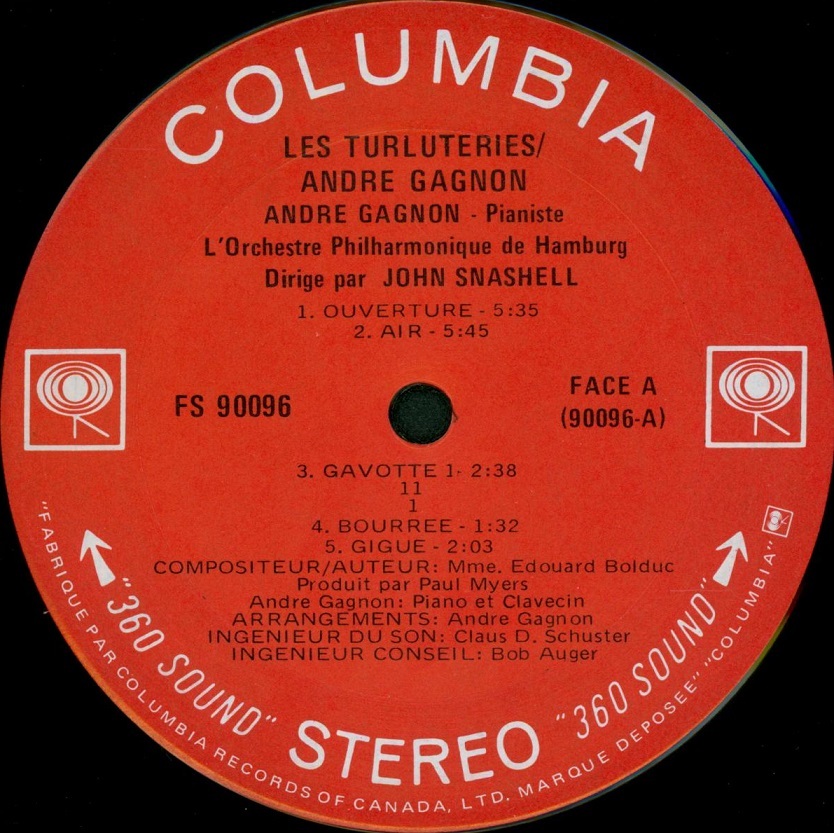 COLUMBIA
LES TURLUTERIES/
ANDRE GAGNON
ANDRE GAGNON - Pianiste
L'Orchestre Philharmonique de Hamburg
Dirige par JOHN SNASHELL
1. OUVERTURE - 5:35
2. AIR - 5:45
FS 90096
FACE A
(90096-A)
3. GAVOTTE 1 - 2:38
11
1
4. BOURREE - 1:32
5. GIGUE - 2:03
COMPOSITEUR/AUTEUR: Mme. Edouard Bolduc
Produit par Paul Myers
Andre Gagnon: Piano et Clavecin
ARRANGEMENTS: Andre Gagnon
INGENIEUR DU SON: Claus D. Schuster
INGENIEUR CONSEIL: Bob Auger
"360 SOUND" STEREO "360 SOUND"
"FABRIQUE PAR COLUMBIA RECORDS OF CANADA, LTD. MARQUE DEPOSEE" "COLUMBIA"